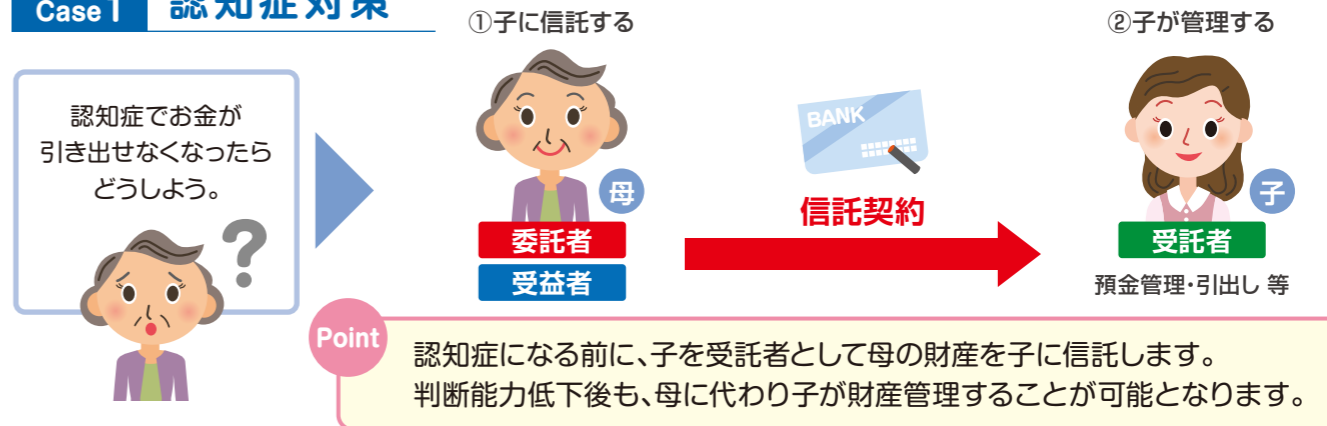 Case 1 認知症対策
①子に信託する
②子が管理する
認知症でお金が
引き出せなくなったら
どうしよう。
?
BANK
母
子
信託契約
委託者
受託者
受益者
預金管理・引出し 等
Point
認知症になる前に、子を受託者として母の財産を子に信託します。
判断能力低下後も、母に代わり子が財産管理することが可能となります。